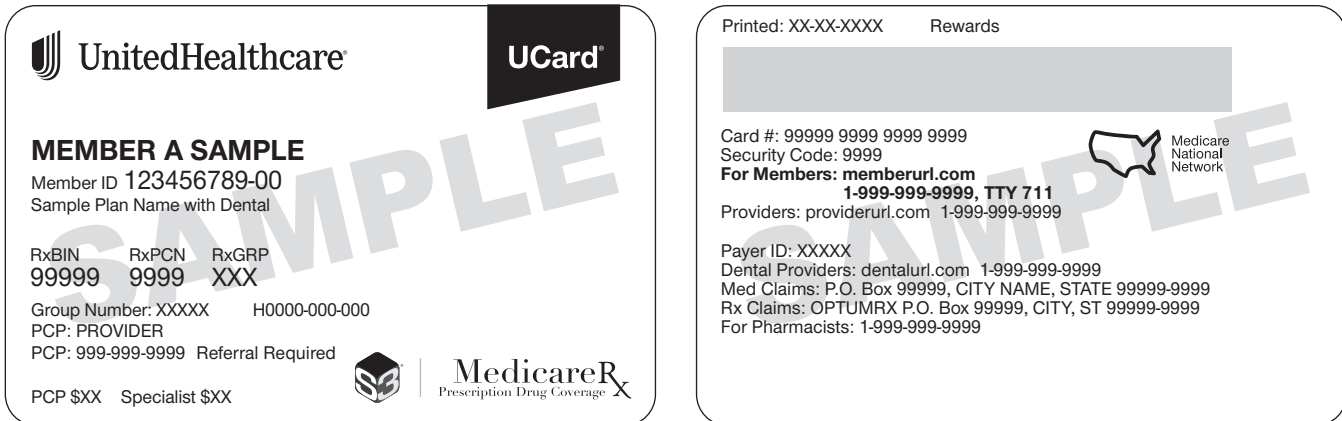 UnitedHealthcare®
UCard®
MEMBER A SAMPLE
Member ID 123456789-00
Sample Plan Name with Dental
RxBIN RxPCN RxGRP
99999 9999 XXX
Group Number: XXXXX H0000-000-000
PCP: PROVIDER
PCP: 999-999-9999 Referral Required
PCP $XX Specialist $XX
S3
MedicareRx
Prescription Drug Coverage
SAMPLE
Printed: XX-XX-XXXX Rewards
Card #: 99999 9999 9999 9999
Security Code: 9999
For Members: memberurl.com
1-999-999-9999, TTY 711
Providers: providerurl.com 1-999-999-9999
Medicare
National
Network
Payer ID: XXXXX
Dental Providers: dentalurl.com 1-999-999-9999
Med Claims: P.O. Box 99999, CITY NAME, STATE 99999-9999
Rx Claims: OPTUMRX P.O. Box 99999, CITY, ST 99999-9999
For Pharmacists: 1-999-999-9999
SAMPLE